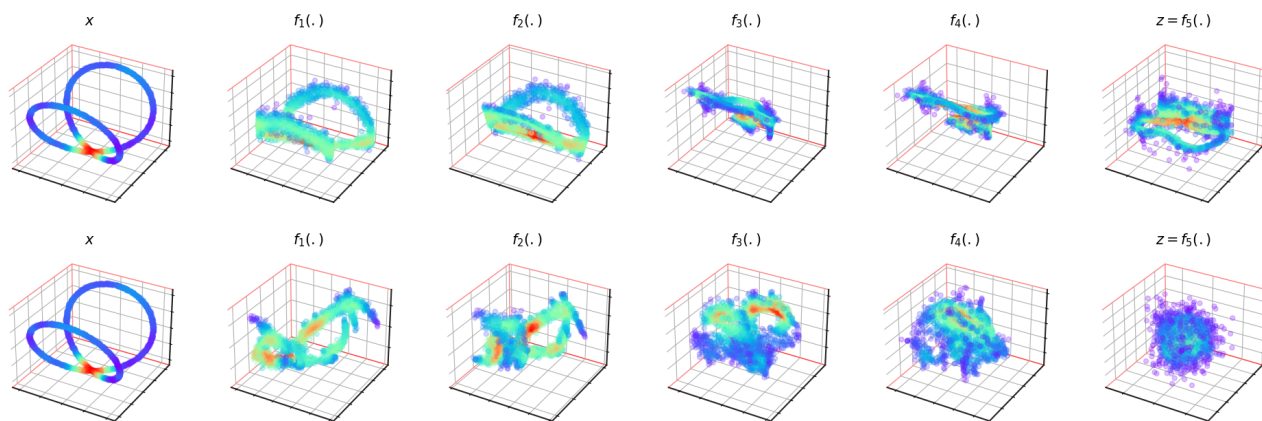 x f₁(.) f₂(.) f₃(.) f₄(.) z = f₅(.)
x f₁(.) f₂(.) f₃(.) f₄(.) z = f₅(.)